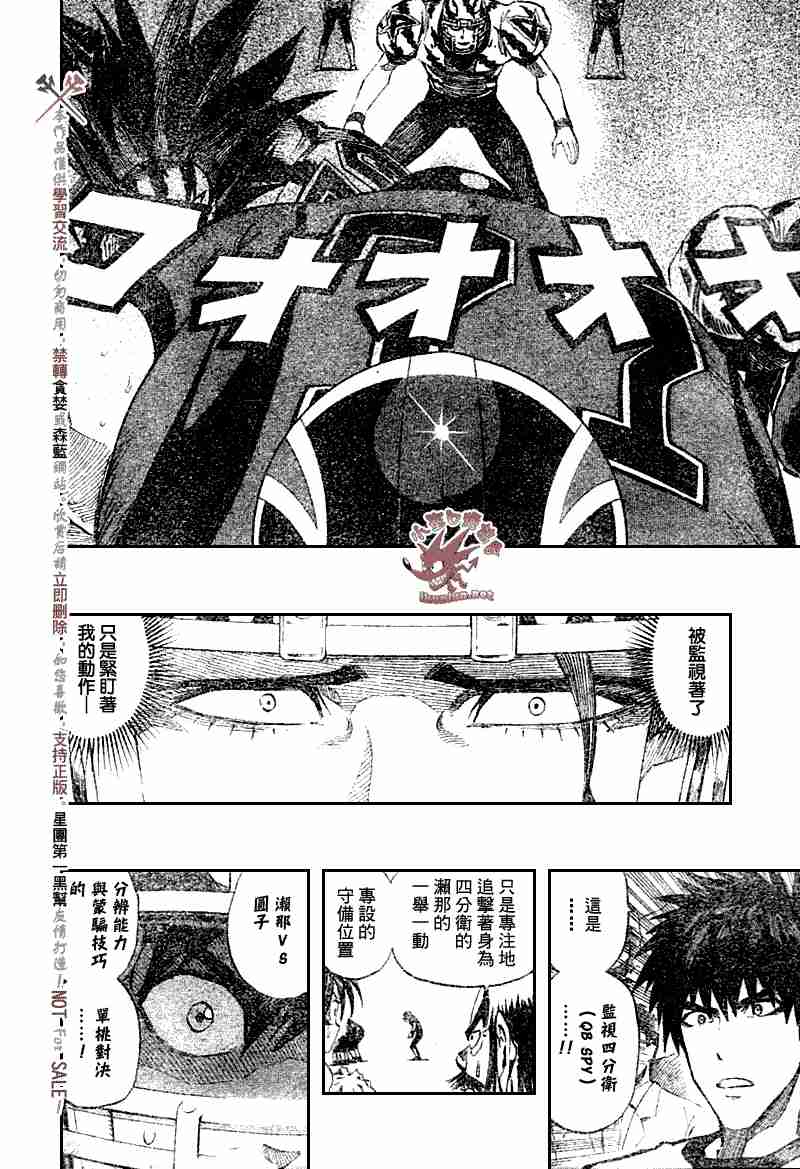 フォオオオ
被監視著了
只是緊盯著
我的動作—
這是
……
監視四分衛
(QB SPY)
……!!
只是專注地
追擊著身為
四分衛的
瀨那的
一舉一動
專設的
守備位置
瀨那VS
圓子
分辨能力
與蒙騙技巧
的
單挑對決
……!
本作品僅供學習交流,切勿商用。禁轉貪婪或森藍網站。欣賞后請立即刪除,如您喜歡,支持正版。星團第一黑幫友情打造!NOT For SALE!